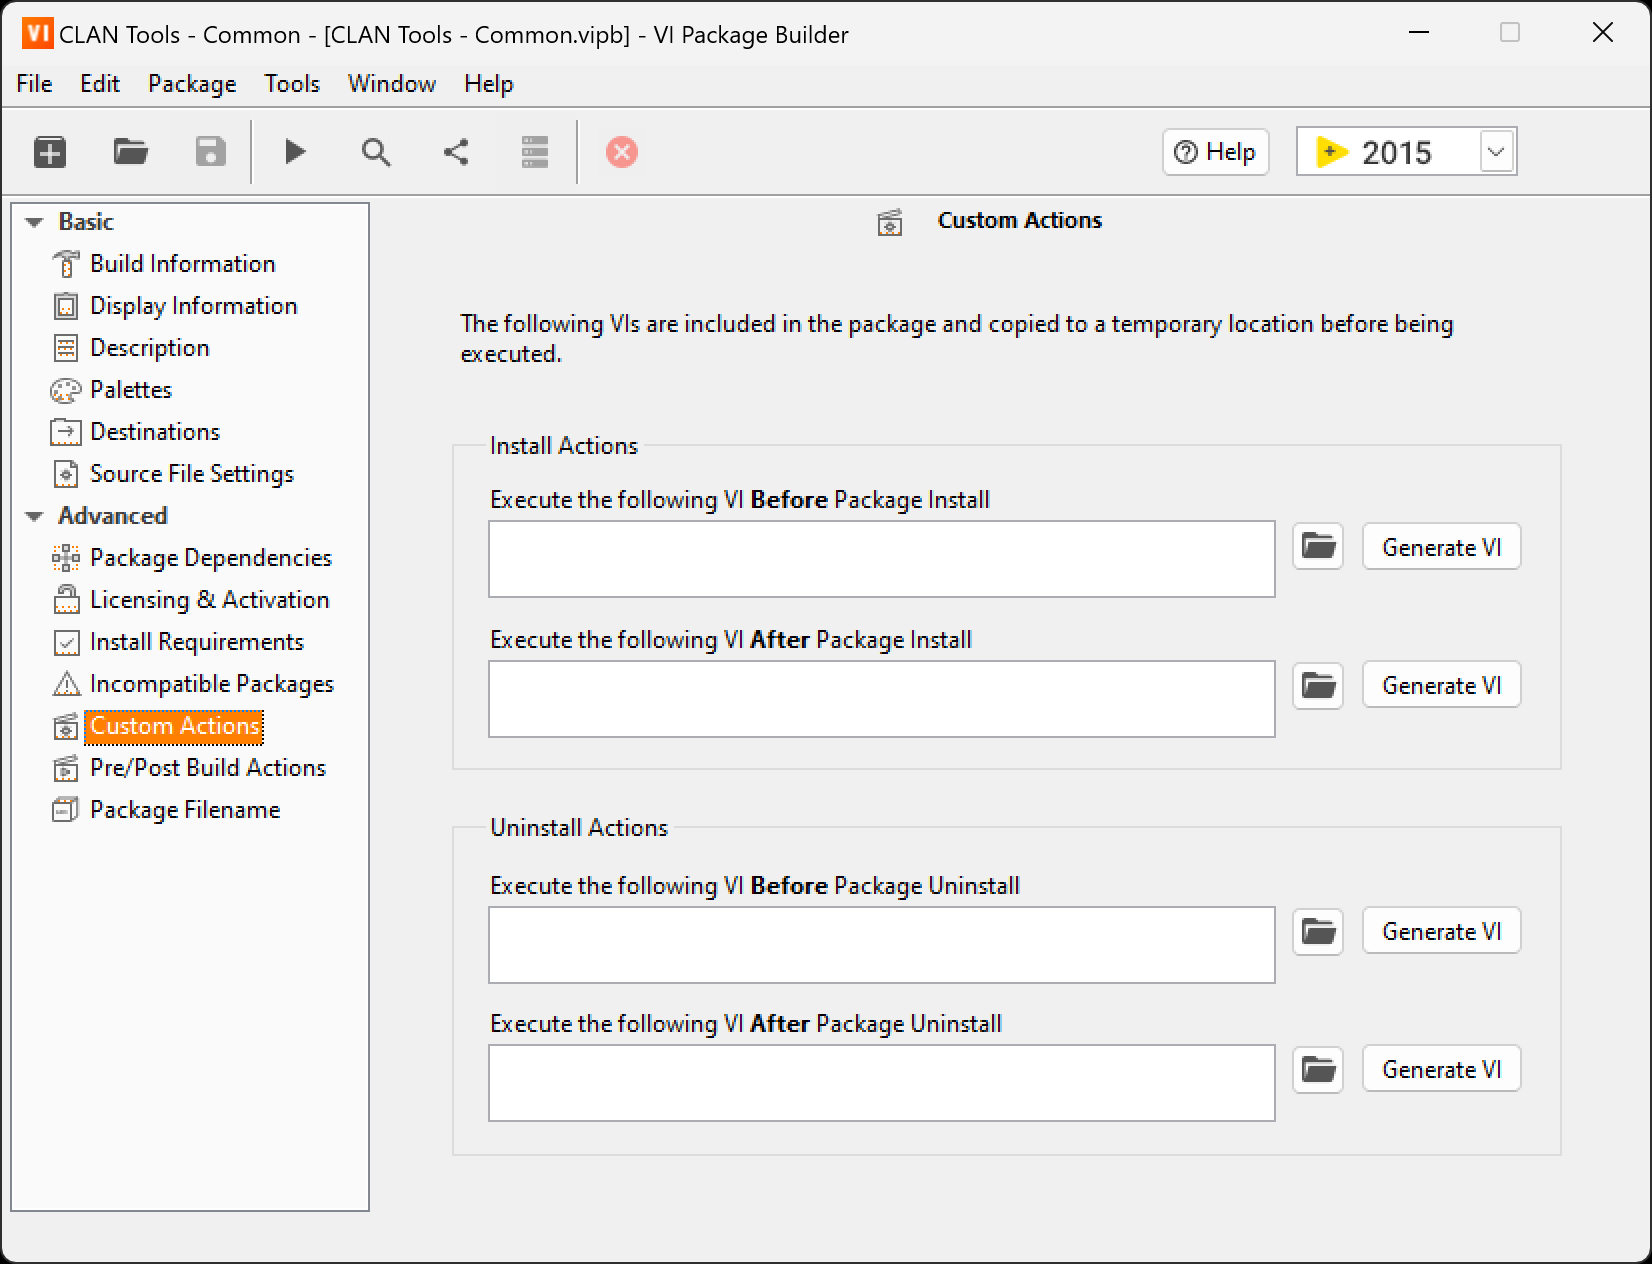 VI CLAN Tools - Common - [CLAN Tools - Common.vipb] - VI Package Builder
File Edit Package Tools Window Help
Help 2015
Basic
Build Information
Display Information
Description
Palettes
Destinations
Source File Settings
Advanced
Package Dependencies
Licensing & Activation
Install Requirements
Incompatible Packages
Custom Actions
Pre/Post Build Actions
Package Filename
Custom Actions
The following VIs are included in the package and copied to a temporary location before being
executed.
Install Actions
Execute the following VI Before Package Install
Generate VI
Execute the following VI After Package Install
Generate VI
Uninstall Actions
Execute the following VI Before Package Uninstall
Generate VI
Execute the following VI After Package Uninstall
Generate VI